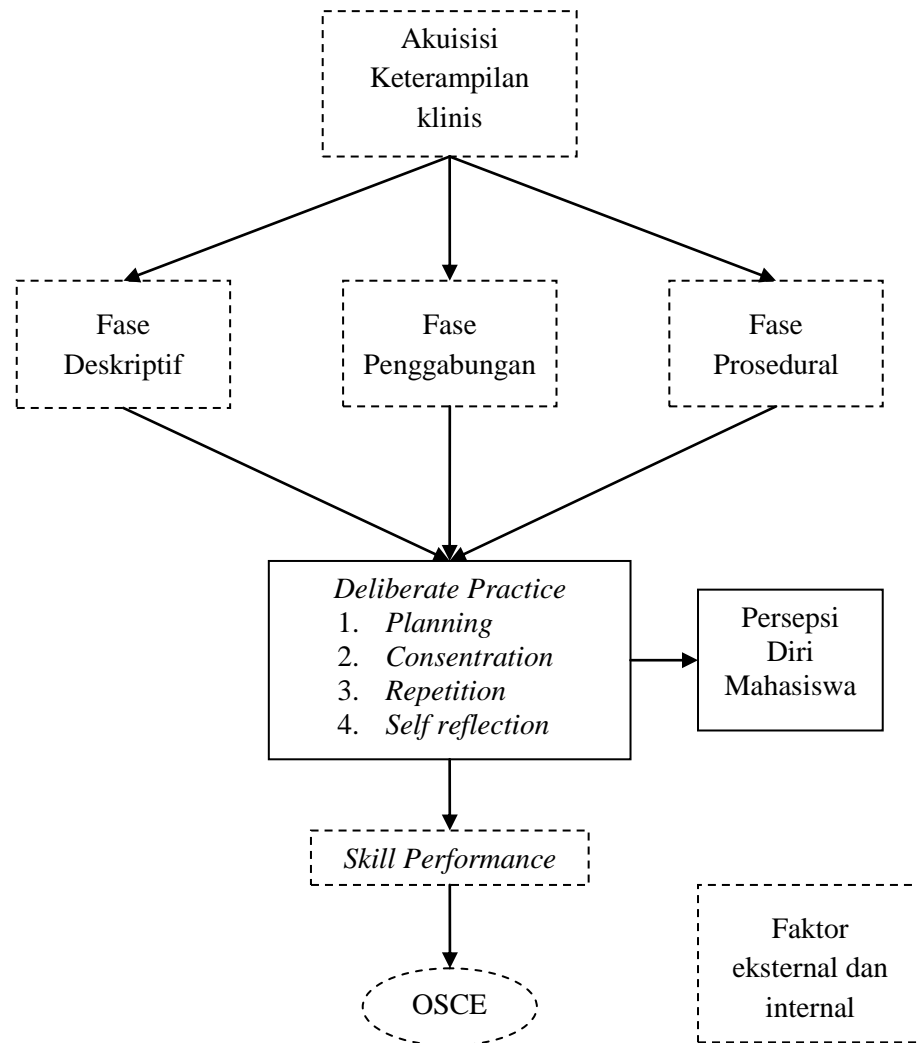 Akuisisi
Keterampilan
klinis
Fase
Deskriptif
Fase
Penggabungan
Fase
Prosedural
Deliberate Practice
1. Planning
2. Consentration
3. Repetition
4. Self reflection
Persepsi
Diri
Mahasiswa
Skill Performance
Faktor
eksternal dan
internal
OSCE